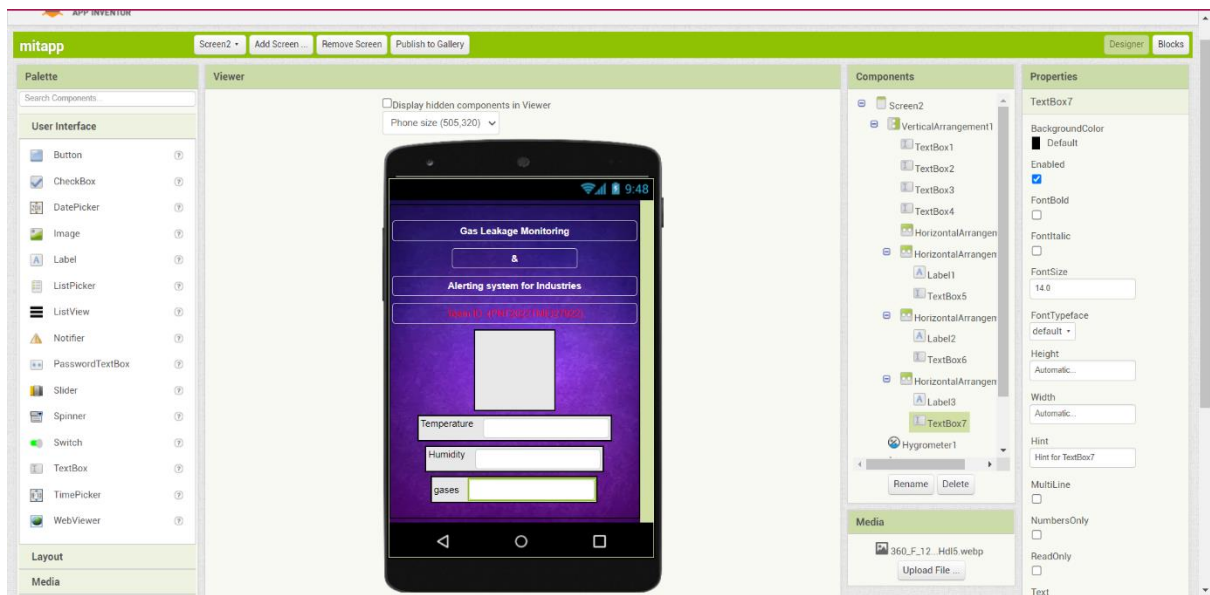 APP INVENTOR
mitapp
Screen2
Add Screen ...
Remove Screen
Publish to Gallery
Designer
Blocks
Palette
Search Components...
User Interface
Button
CheckBox
DatePicker
Image
Label
ListPicker
ListView
Notifier
PasswordTextBox
Slider
Spinner
Switch
TextBox
TimePicker
WebViewer
Layout
Media
Viewer
Display hidden components in Viewer
Phone size (505,320)
9:48
Gas Leakage Monitoring
&
Alerting system for Industries
Temperature
Humidity
gases
Components
Screen2
VerticalArrangement1
TextBox1
TextBox2
TextBox3
TextBox4
HorizontalArrangen
HorizontalArrangen
Label1
TextBox5
HorizontalArrangen
Label2
TextBox6
HorizontalArrangen
Label3
TextBox7
Hygrometer1
Rename
Delete
Media
360_F_12...Hdl5.webp
Upload File ...
Properties
TextBox7
BackgroundColor
Default
Enabled
FontBold
FontItalic
FontSize
14.0
FontTypeface
default
Height
Automatic...
Width
Automatic...
Hint
Hint for TextBox7
MultiLine
NumbersOnly
ReadOnly
Text